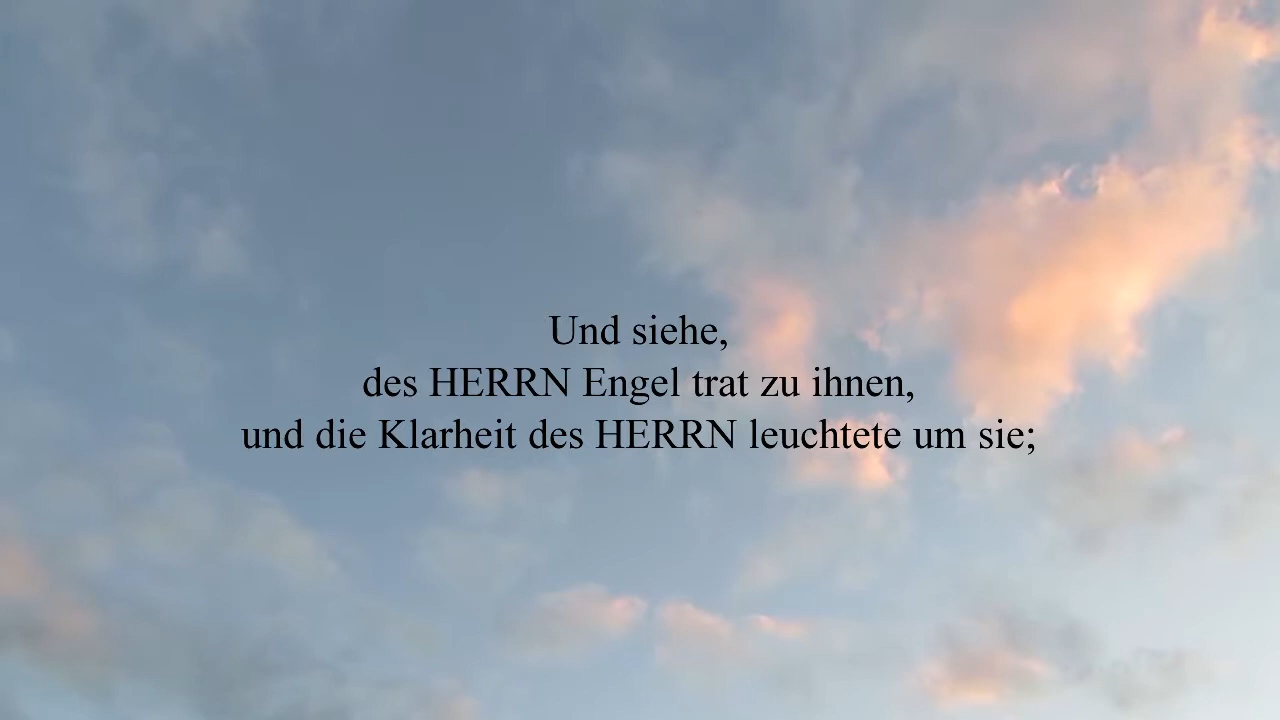 Und siehe,
des HERRN Engel trat zu ihnen,
und die Klarheit des HERRN leuchtete um sie;